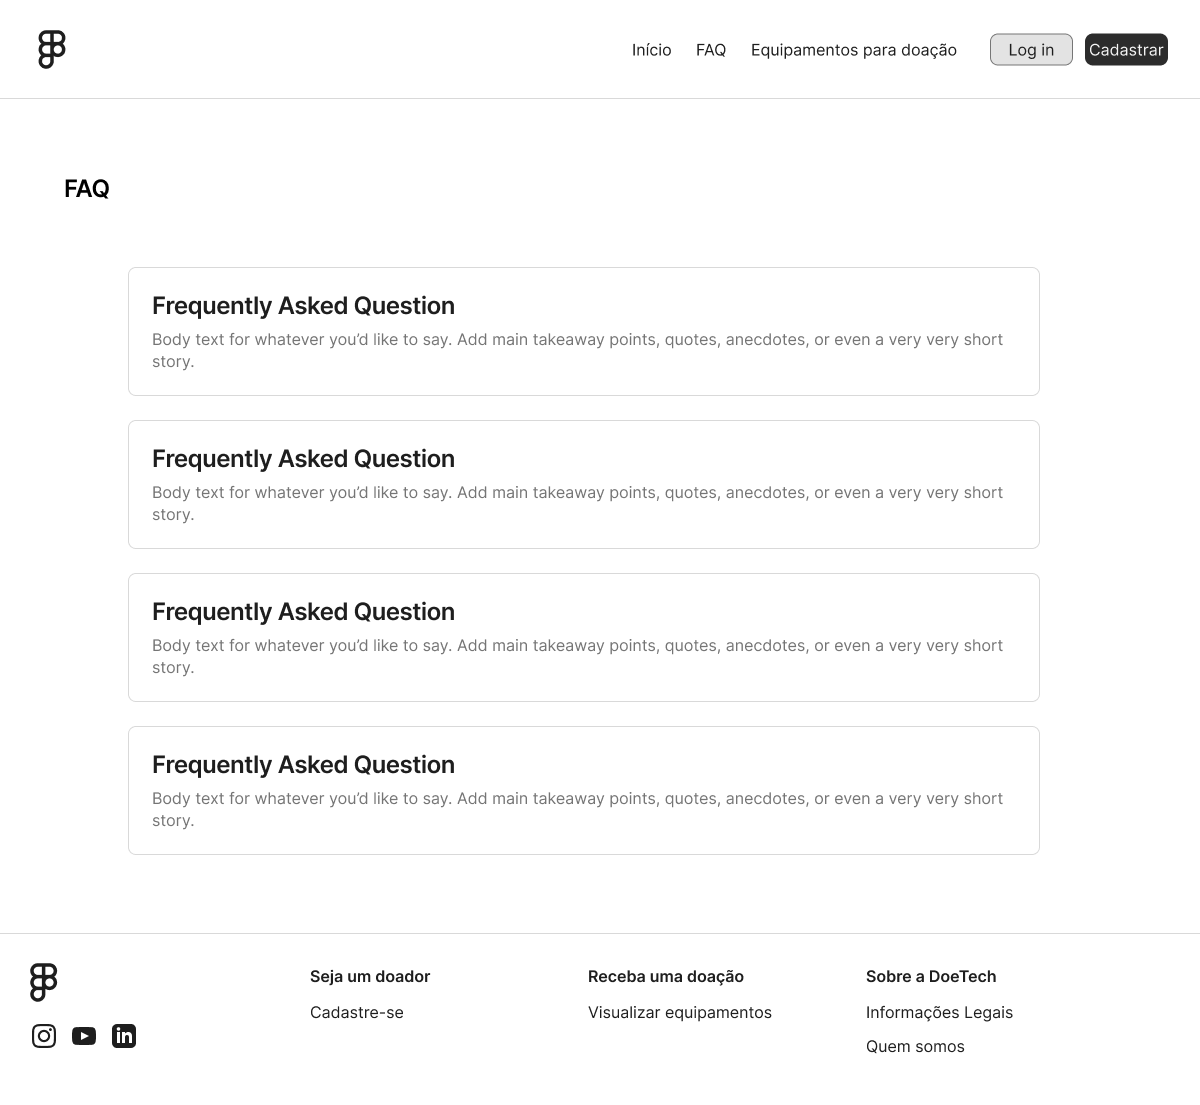 Início FAQ Equipamentos para doação Log in Cadastrar
FAQ
Frequently Asked Question
Body text for whatever you’d like to say. Add main takeaway points, quotes, anecdotes, or even a very very short
story.
Frequently Asked Question
Body text for whatever you’d like to say. Add main takeaway points, quotes, anecdotes, or even a very very short
story.
Frequently Asked Question
Body text for whatever you’d like to say. Add main takeaway points, quotes, anecdotes, or even a very very short
story.
Frequently Asked Question
Body text for whatever you’d like to say. Add main takeaway points, quotes, anecdotes, or even a very very short
story.
Seja um doador
Cadastre-se
Receba uma doação
Visualizar equipamentos
Sobre a DoeTech
Informações Legais
Quem somos
in